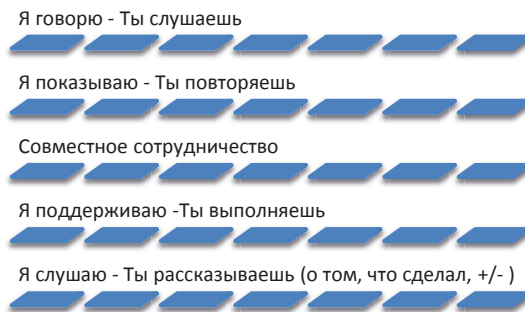 Я говорю - Ты слушаешь
Я показываю - Ты повторяешь
Совместное сотрудничество
Я поддерживаю -Ты выполняешь
Я слушаю - Ты рассказываешь (о том, что сделал, +/- )